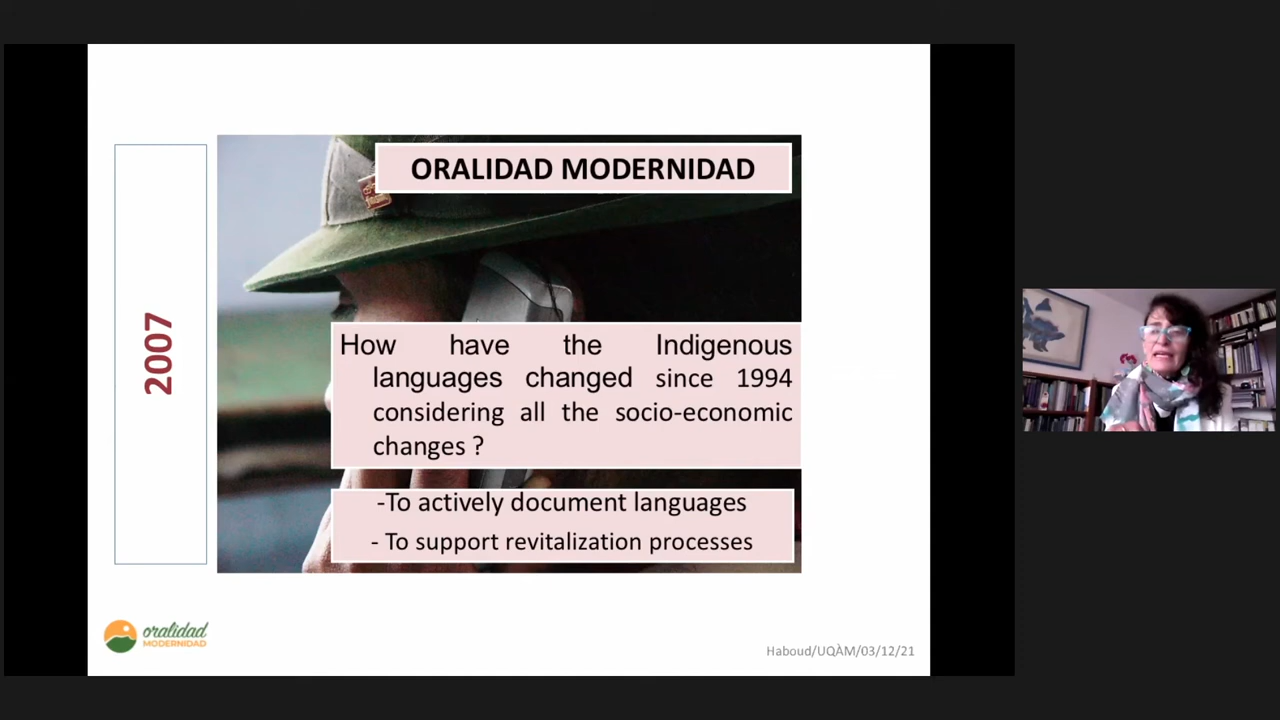 2007
ORALIDAD MODERNIDAD
How have the Indigenous
languages changed since 1994
considering all the socio-economic
changes ?
-To actively document languages
- To support revitalization processes
oralidad
MODERNIDAD
Haboud/UQÀM/03/12/21